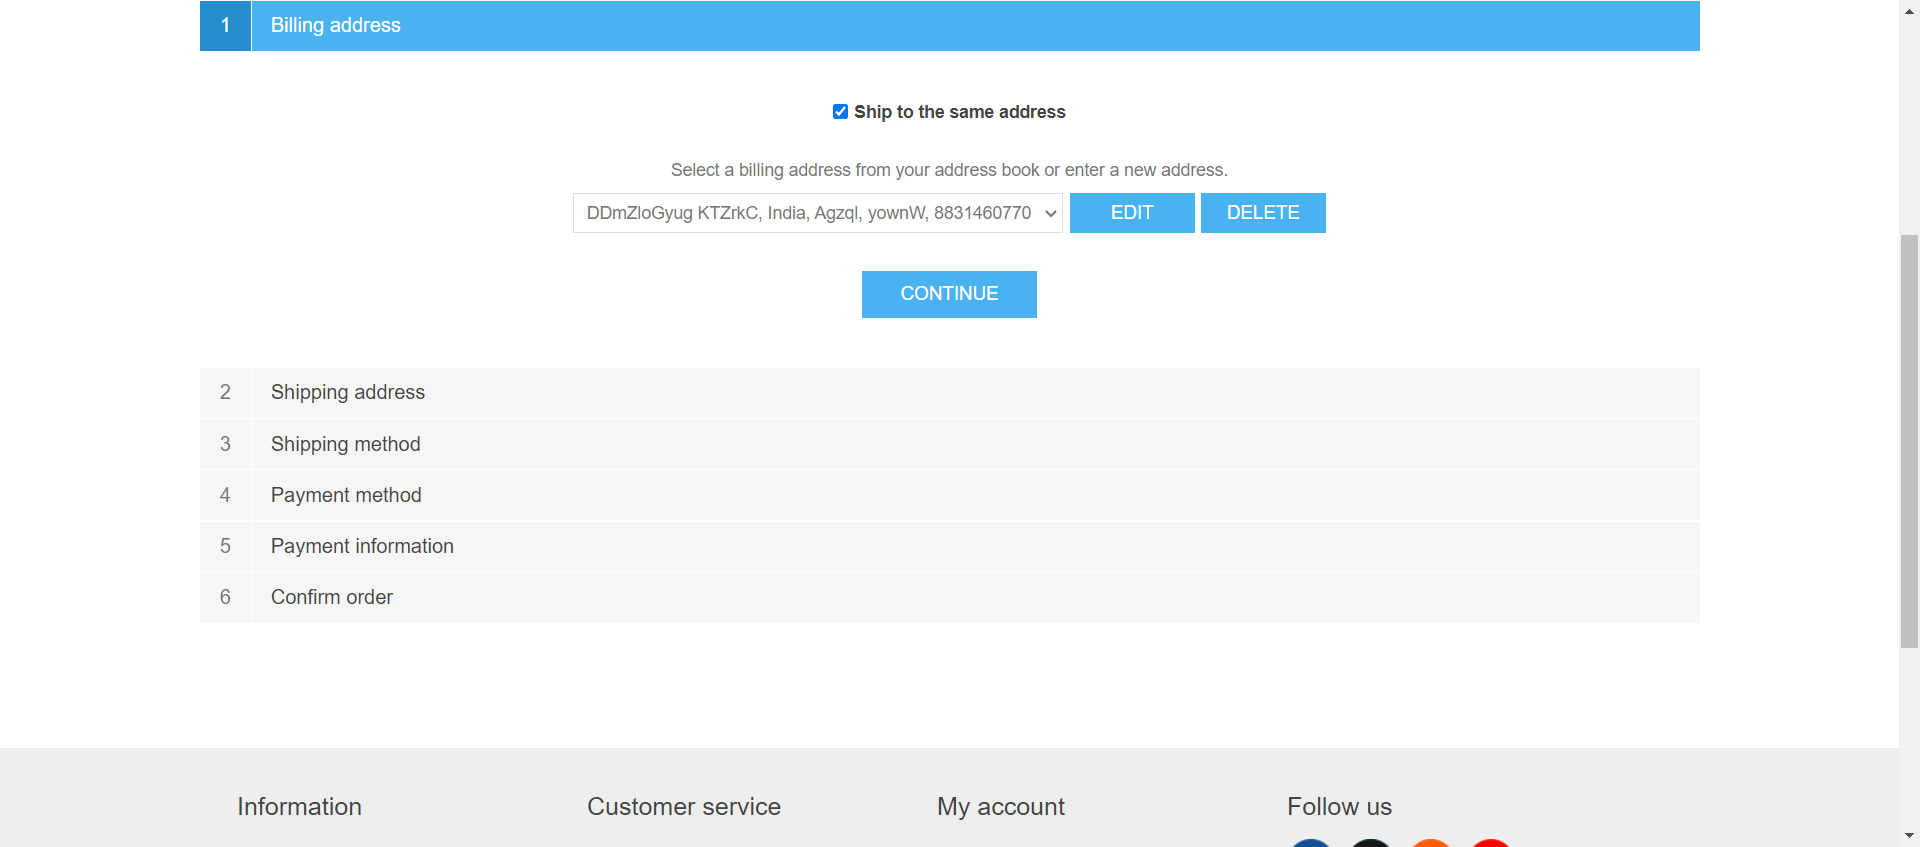 1 Billing address
Ship to the same address
Select a billing address from your address book or enter a new address.
DDmZloGyug KTZrkC, India, Agzql, yownW, 8831460770 EDIT DELETE
CONTINUE
2 Shipping address
3 Shipping method
4 Payment method
5 Payment information
6 Confirm order
Information Customer service My account Follow us